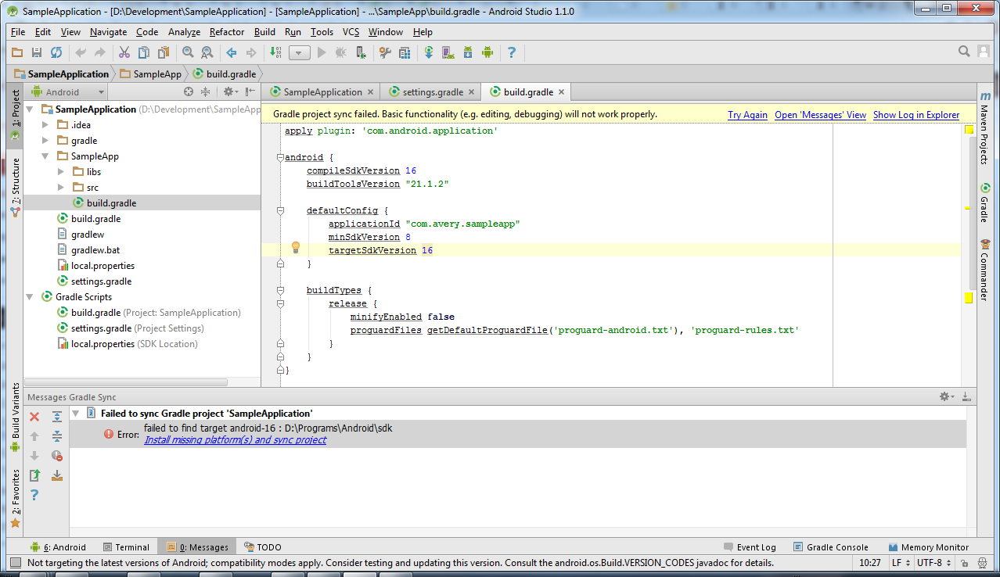 SampleApplication - [D:\Development\SampleApplication] - [SampleApplication] - ...\SampleApp\build.gradle - Android Studio 1.1.0
File Edit View Navigate Code Analyze Refactor Build Run Tools VCS Window Help
SampleApplication SampleApp build.gradle
1: Project
7: Structure
Build Variants
2: Favorites
Android
SampleApplication (D:\Development\SampleApp
.idea
gradle
SampleApp
libs
src
build.gradle
build.gradle
gradlew
gradlew.bat
local.properties
settings.gradle
Gradle Scripts
build.gradle (Project: SampleApplication)
settings.gradle (Project Settings)
local.properties (SDK Location)
SampleApplication settings.gradle build.gradle
Gradle project sync failed. Basic functionality (e.g. editing, debugging) will not work properly. Try Again Open 'Messages' View Show Log in Explorer
apply plugin: 'com.android.application'
android {
compileSdkVersion 16
buildToolsVersion "21.1.2"
defaultConfig {
applicationId "com.avery.sampleapp"
minSdkVersion 8
targetSdkVersion 16
}
buildTypes {
release {
minifyEnabled false
proguardFiles getDefaultProguardFile('proguard-android.txt'), 'proguard-rules.txt'
}
}
}
m Maven Projects
Gradle
Commander
Messages Gradle Sync
Failed to sync Gradle project 'SampleApplication'
Error: failed to find target android-16 : D:\Programs\Android\sdk
Install missing platform(s) and sync project
6: Android Terminal 0: Messages TODO Event Log Gradle Console Memory Monitor
Not targeting the latest versions of Android; compatibility modes apply. Consider testing and updating this version. Consult the android.os.Build.VERSION_CODES javadoc for details. 10:27 LF UTF-8